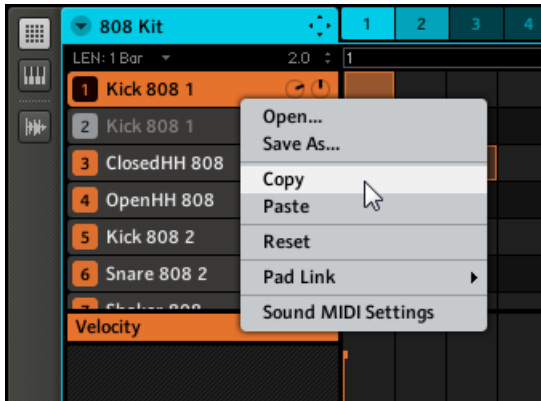 808 Kit 1 2 3 4
LEN: 1 Bar 2.0 1
1 Kick 808 1
2 Kick 808 1
3 ClosedHH 808
4 OpenHH 808
5 Kick 808 2
6 Snare 808 2
Velocity
Open...
Save As...
Copy
Paste
Reset
Pad Link
Sound MIDI Settings